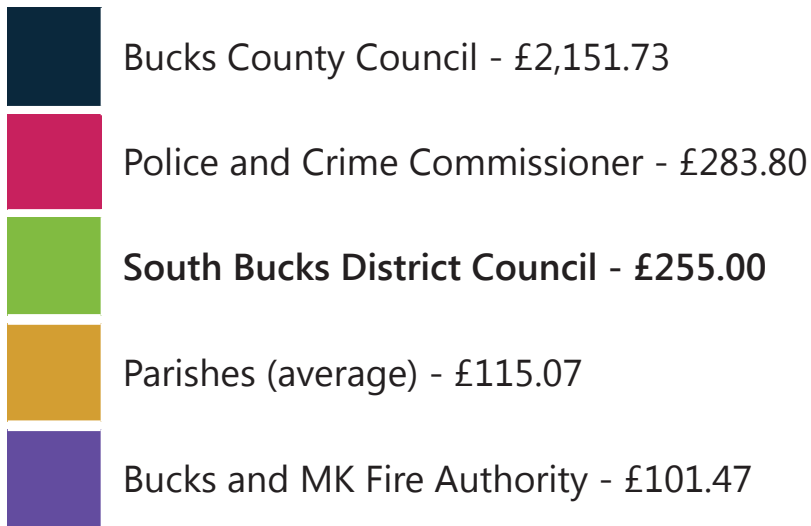 Bucks County Council - £2,151.73
Police and Crime Commissioner - £283.80
South Bucks District Council - £255.00
Parishes (average) - £115.07
Bucks and MK Fire Authority - £101.47